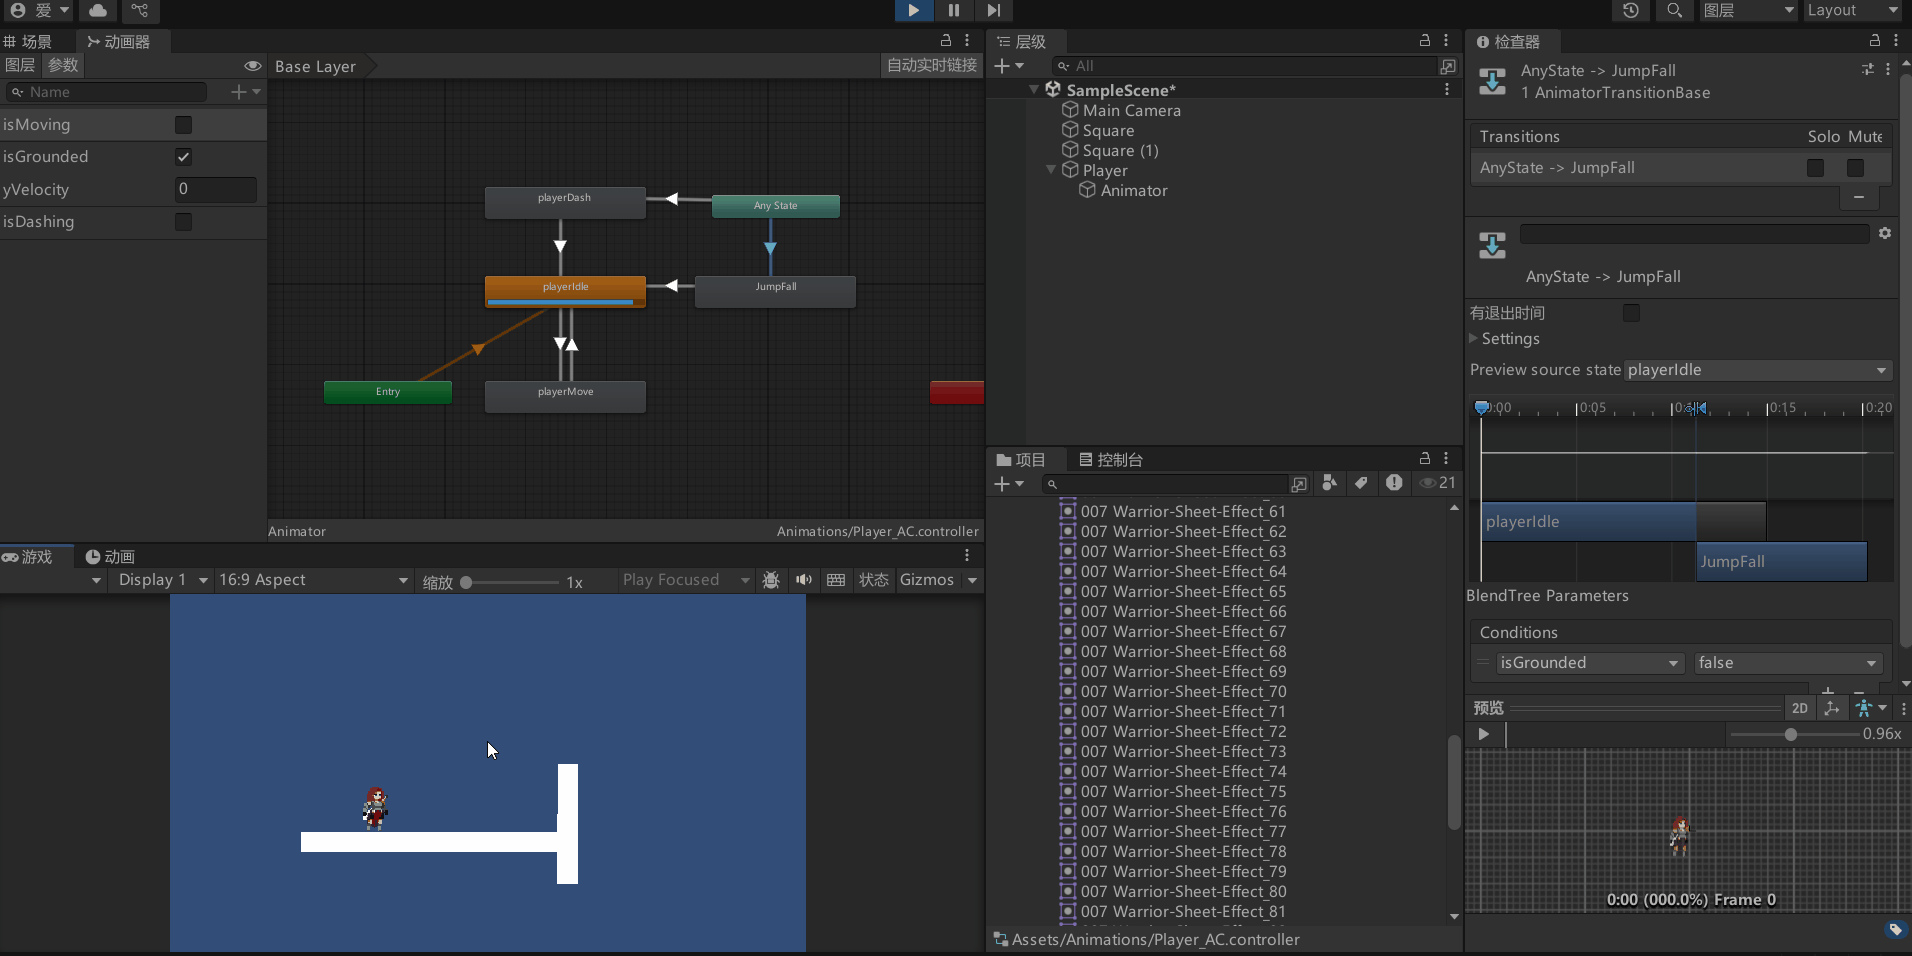 爱
图层
Layout
场景
动画器
图层
参数
Base Layer
自动实时链接
Name
isMoving
isGrounded
yVelocity
0
isDashing
playerDash
Any State
playerIdle
JumpFall
Entry
playerMove
Animator
Animations/Player_AC.controller
游戏
动画
Display 1
16:9 Aspect
缩放
1x
Play Focused
状态
Gizmos
层级
All
SampleScene*
Main Camera
Square
Square (1)
Player
Animator
项目
控制台
21
007 Warrior-Sheet-Effect_61
007 Warrior-Sheet-Effect_62
007 Warrior-Sheet-Effect_63
007 Warrior-Sheet-Effect_64
007 Warrior-Sheet-Effect_65
007 Warrior-Sheet-Effect_66
007 Warrior-Sheet-Effect_67
007 Warrior-Sheet-Effect_68
007 Warrior-Sheet-Effect_69
007 Warrior-Sheet-Effect_70
007 Warrior-Sheet-Effect_71
007 Warrior-Sheet-Effect_72
007 Warrior-Sheet-Effect_73
007 Warrior-Sheet-Effect_74
007 Warrior-Sheet-Effect_75
007 Warrior-Sheet-Effect_76
007 Warrior-Sheet-Effect_77
007 Warrior-Sheet-Effect_78
007 Warrior-Sheet-Effect_79
007 Warrior-Sheet-Effect_80
007 Warrior-Sheet-Effect_81
Assets/Animations/Player_AC.controller
检查器
AnyState -> JumpFall
1 AnimatorTransitionBase
Transitions
Solo
Mute
AnyState -> JumpFall
AnyState -> JumpFall
有退出时间
Settings
Preview source state
playerIdle
0:05
0:15
0:20
playerIdle
JumpFall
BlendTree Parameters
Conditions
isGrounded
false
预览
2D
0.96x
0:00 (000.0%) Frame 0